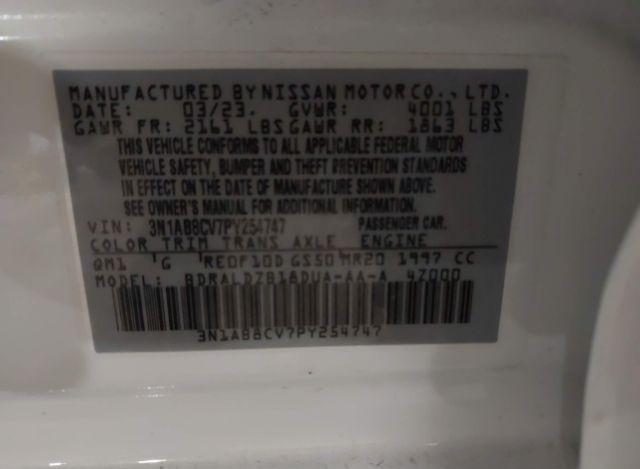 MANUFACTURED BY NISSAN MOTOR CO., LTD.
DATE: 03/23. GVWR: 4001 LBS
GAWR FR: 2161 LBS GAWR RR: 1863 LBS
THIS VEHICLE CONFORMS TO ALL APPLICABLE FEDERAL MOTOR
VEHICLE SAFETY, BUMPER AND THEFT PREVENTION STANDARDS
IN EFFECT ON THE DATE OF MANUFACTURE SHOWN ABOVE.
SEE OWNER'S MANUAL FOR ADDITIONAL INFORMATION.
VIN: 3N1AB8CV7PY254747 PASSENGER CAR.
COLOR TRIM TRANS AXLE ENGINE
QM1 G RE0F10D GS50 MR20 1997 CC
MODEL: BDRALDZB18DUA-AA-A 4Z000
3N1AB8CV7PY254747